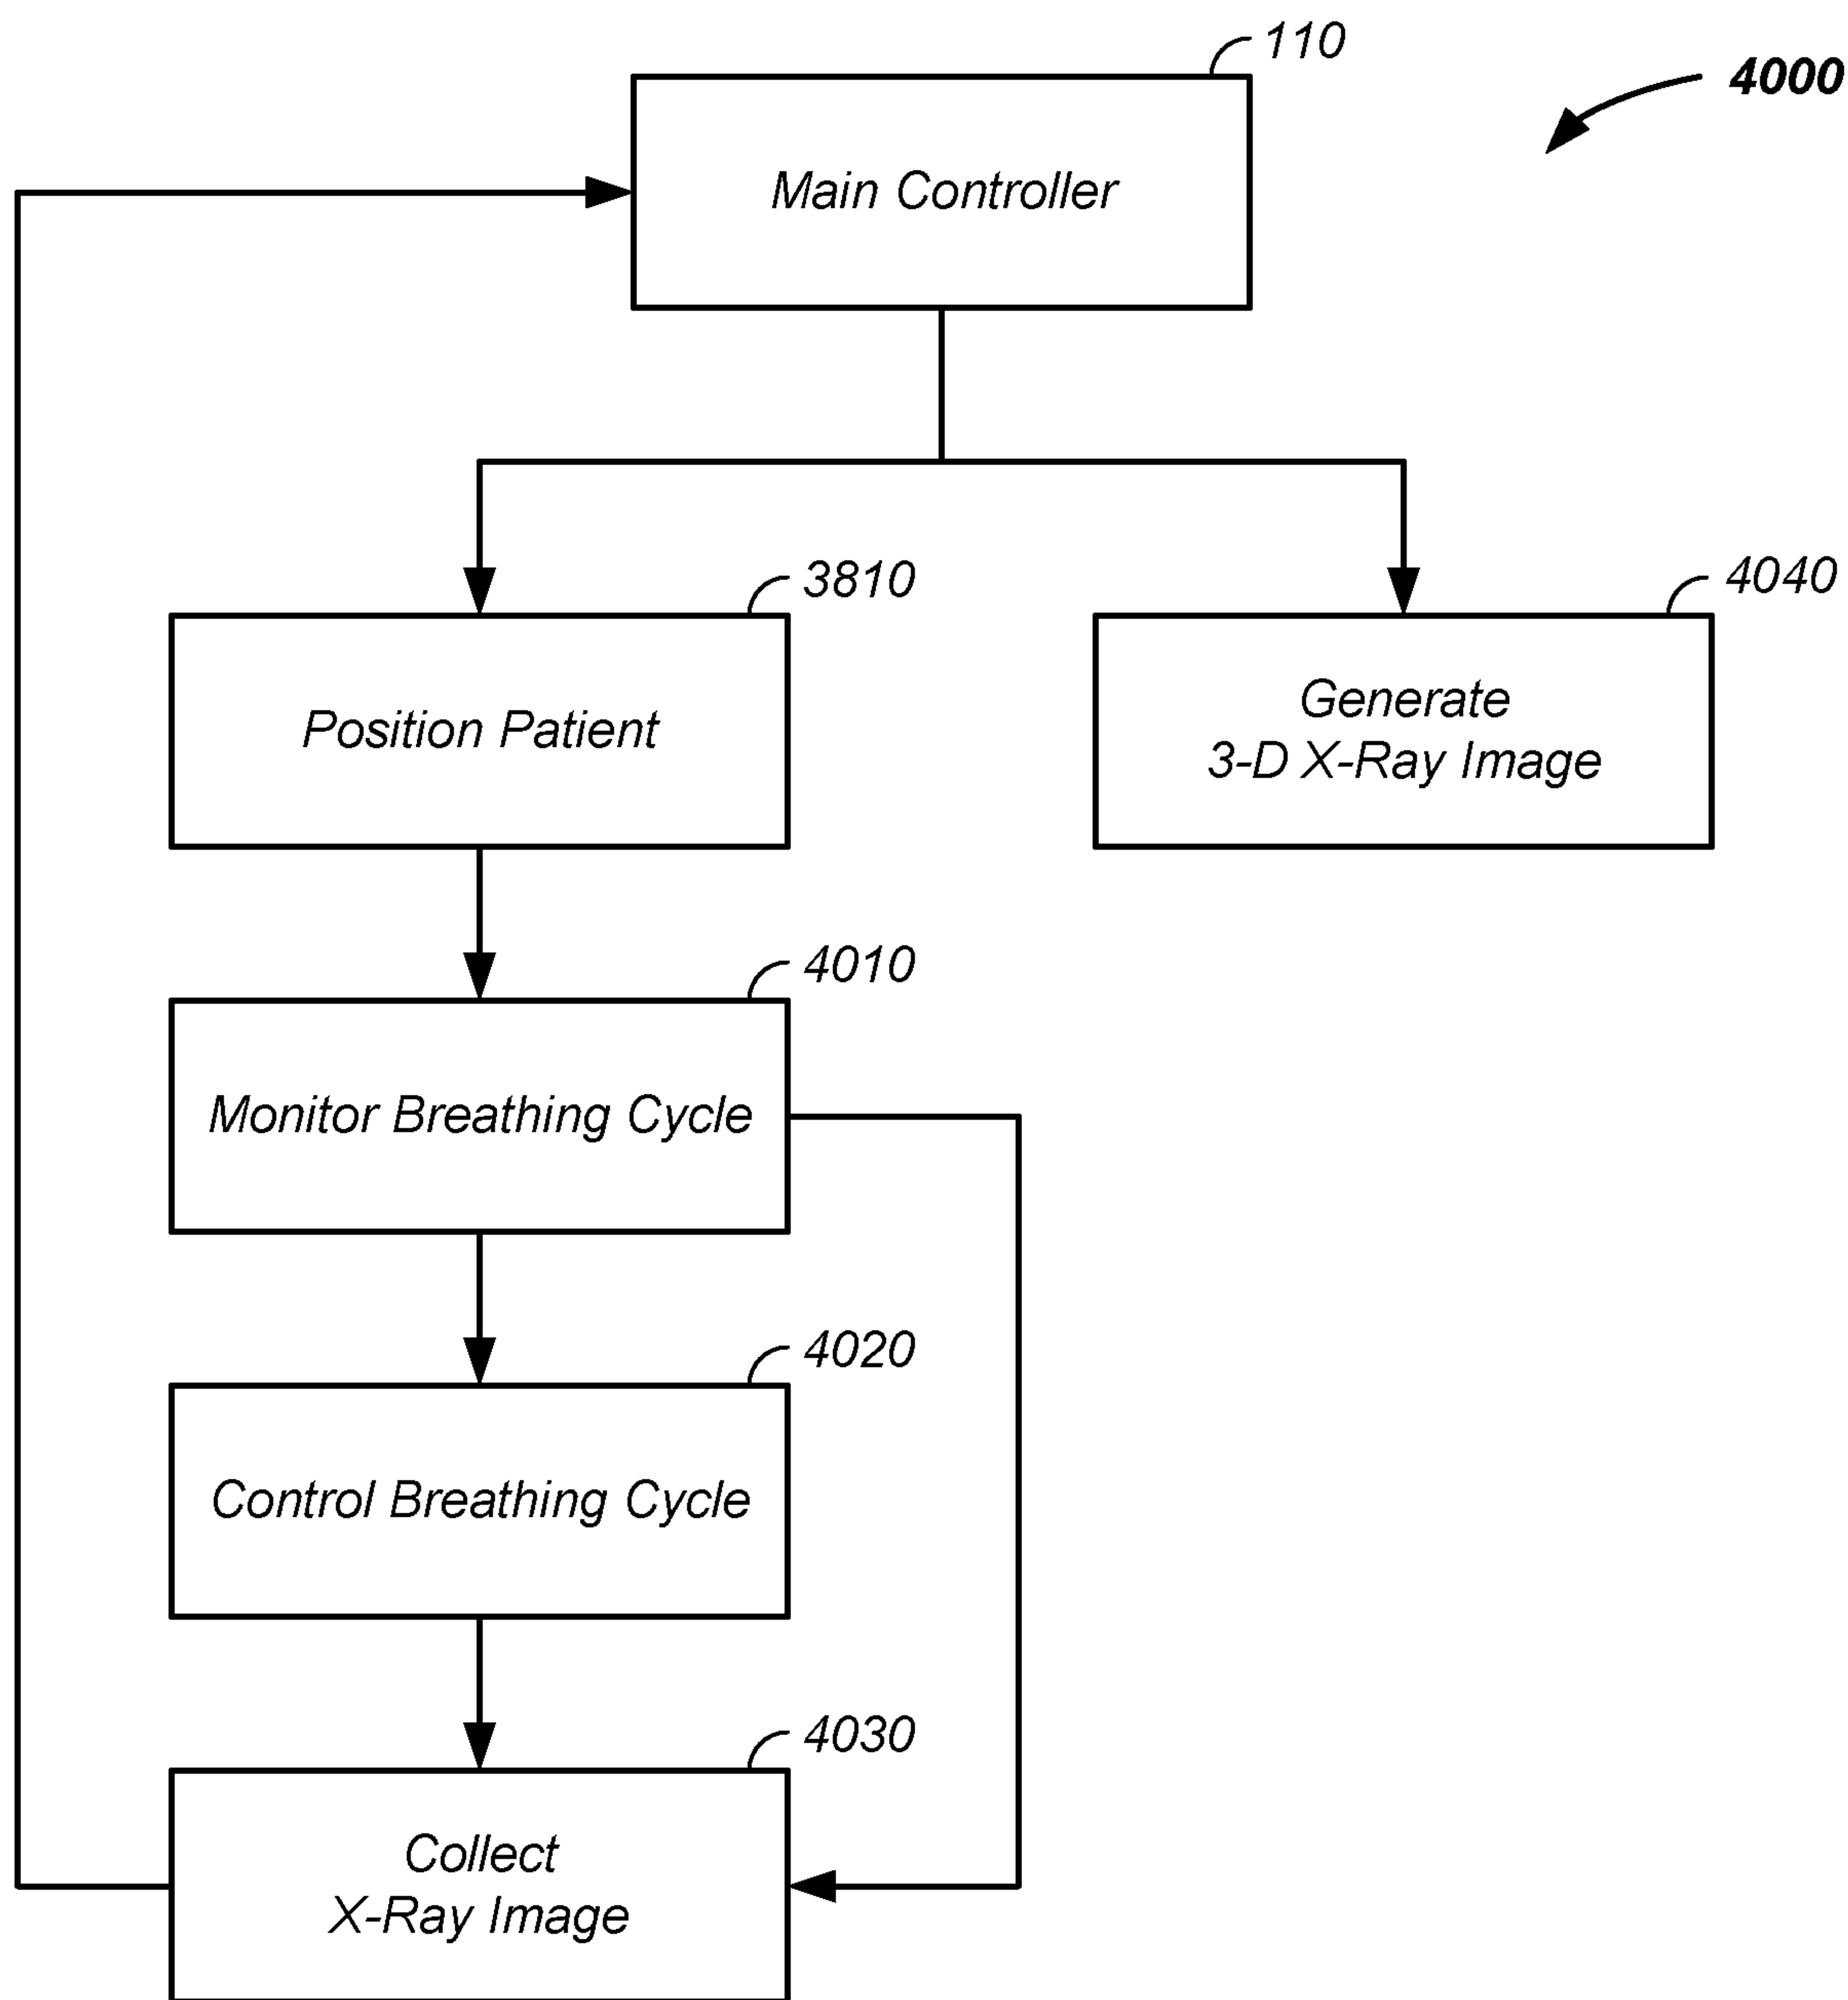 110
4000
Main Controller
3810
4040
Position Patient
Generate
3-D X-Ray Image
4010
Monitor Breathing Cycle
4020
Control Breathing Cycle
4030
Collect
X-Ray Image